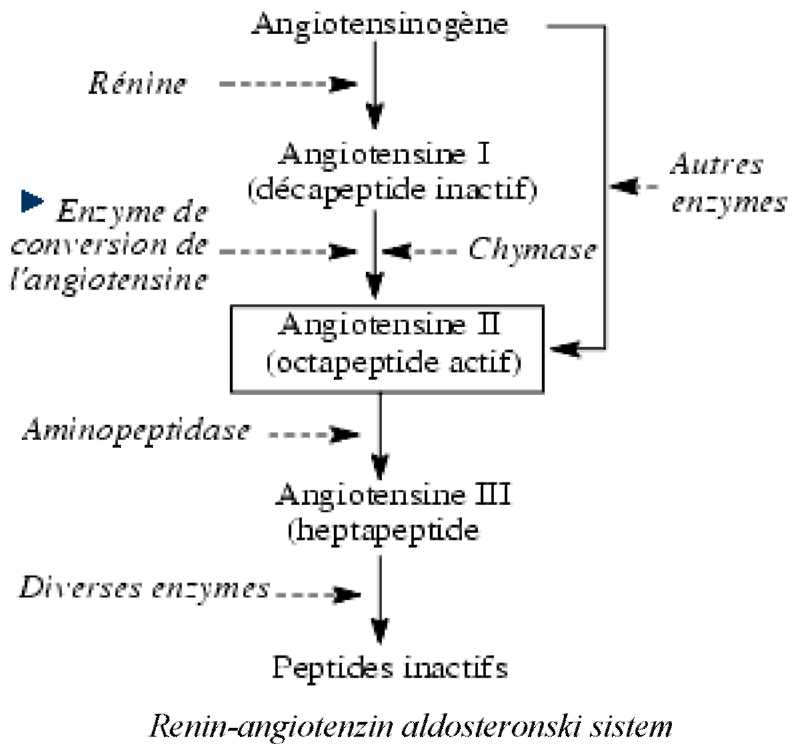 Angiotensinogène
Rénine
Angiotensine I
(décapeptide inactif)
Autres
enzymes
Enzyme de
conversion de
l'angiotensine
Chymase
Angiotensine II
(octapeptide actif)
Aminopeptidase
Angiotensine III
(heptapeptide
Diverses enzymes
Peptides inactifs
Renin-angiotenzin aldosteronski sistem